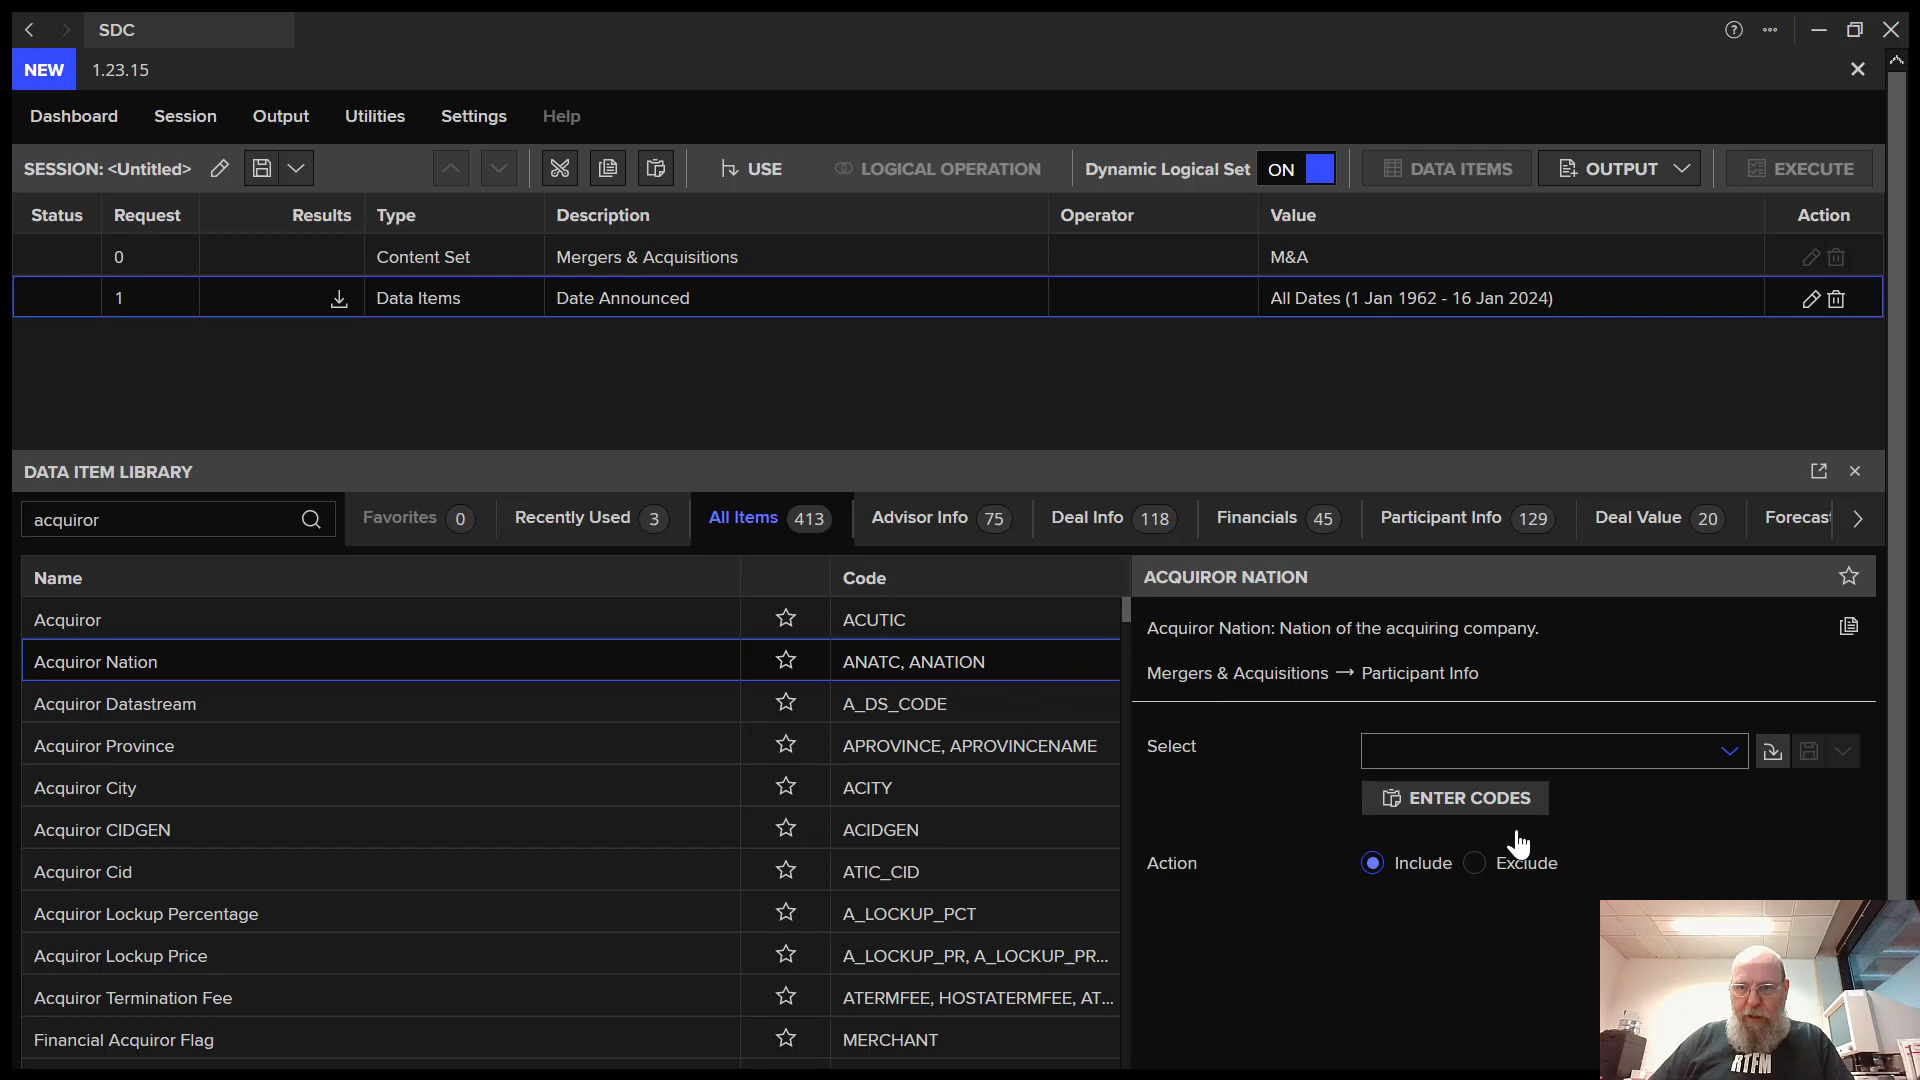 SDC
NEW 1.23.15
Dashboard Session Output Utilities Settings Help
SESSION: <Untitled> USE LOGICAL OPERATION Dynamic Logical Set ON DATA ITEMS OUTPUT EXECUTE
Status Request Results Type Description Operator Value Action
0 Content Set Mergers & Acquisitions M&A
1 Data Items Date Announced All Dates (1 Jan 1962 - 16 Jan 2024)
DATA ITEM LIBRARY
acquiror Favorites 0 Recently Used 3 All Items 413 Advisor Info 75 Deal Info 118 Financials 45 Participant Info 129 Deal Value 20 Forecas
Name Code
Acquiror ACUTIC
Acquiror Nation ANATC, ANATION
Acquiror Datastream A_DS_CODE
Acquiror Province APROVINCE, APROVINCENAME
Acquiror City ACITY
Acquiror CIDGEN ACIDGEN
Acquiror Cid ATIC_CID
Acquiror Lockup Percentage A_LOCKUP_PCT
Acquiror Lockup Price A_LOCKUP_PR, A_LOCKUP_PR...
Acquiror Termination Fee ATERMFEE, HOSTATERMFEE, AT...
Financial Acquiror Flag MERCHANT
ACQUIROR NATION
Acquiror Nation: Nation of the acquiring company.
Mergers & Acquisitions → Participant Info
Select
ENTER CODES
Action Include Exclude
RTFM